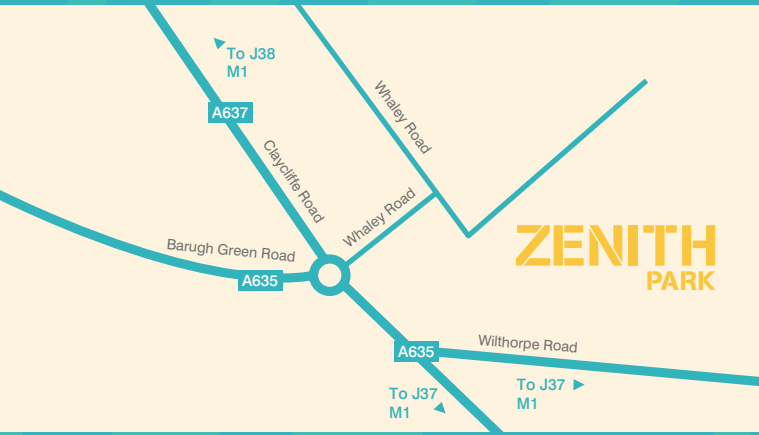 To J38
M1
A637
Whaley Road
Claycliffe Road
Whaley Road
Barugh Green Road
A635
ZENITH
PARK
A635
Wilthorpe Road
To J37
M1
To J37
M1